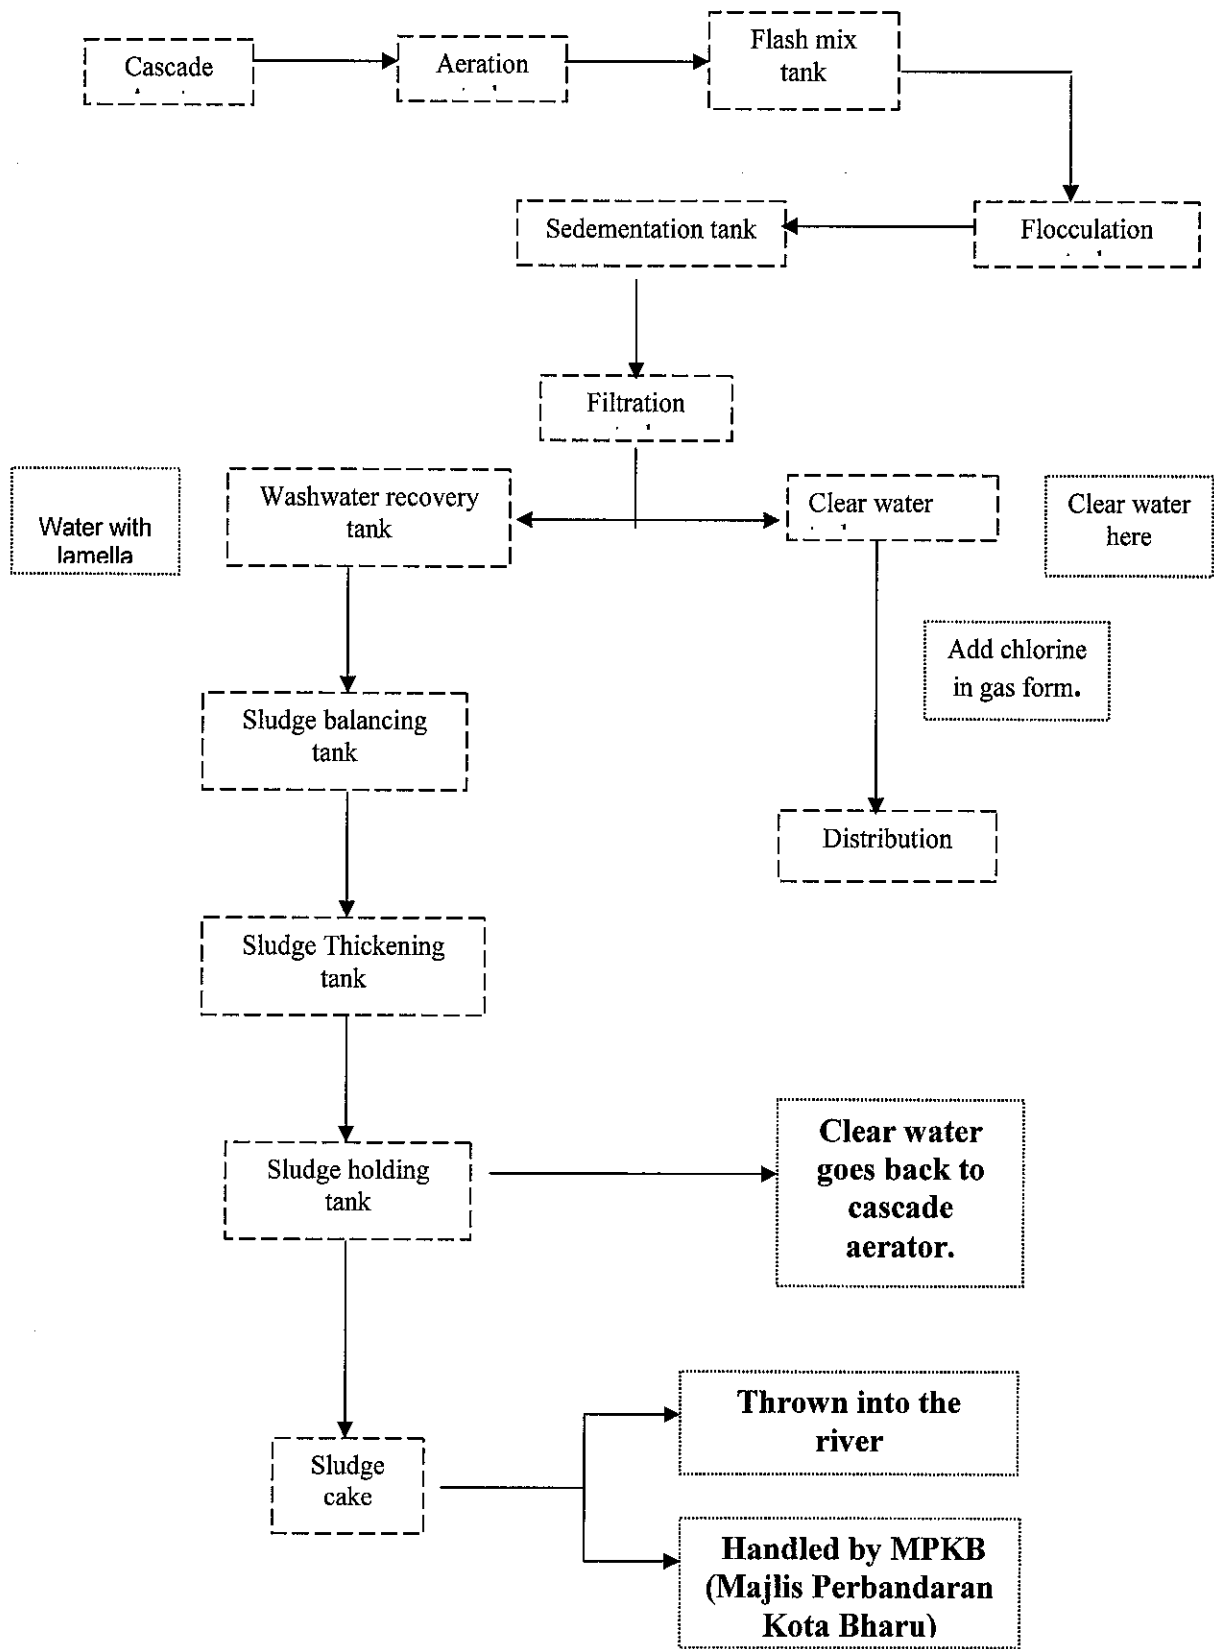 Cascade
Aeration
Flash mix
tank
Sedementation tank
Flocculation
Filtration
Water with
lamella
Washwater recovery
tank
Clear water
Clear water
here
Add chlorine
in gas form.
Sludge balancing
tank
Distribution
Sludge Thickening
tank
Sludge holding
tank
Clear water
goes back to
cascade
aerator.
Sludge
cake
Thrown into the
river
Handled by MPKB
(Majlis Perbandaran
Kota Bharu)